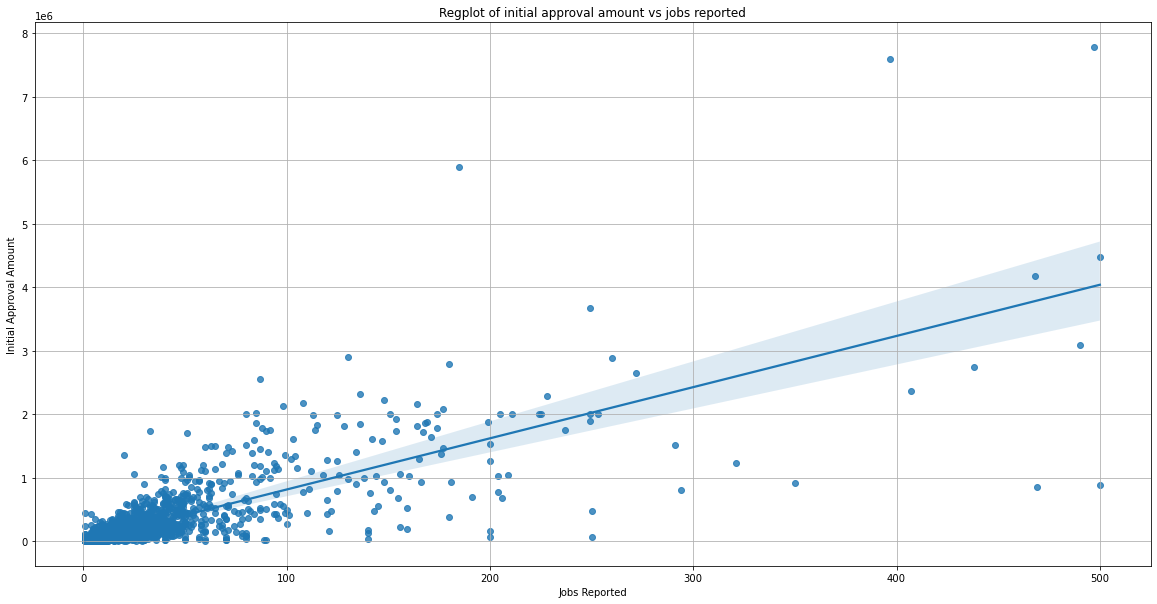 Regplot of initial approval amount vs jobs reported
1e6
8
7
6
5
4
3
2
1
0
Initial Approval Amount
0 100 200 300 400 500
Jobs Reported